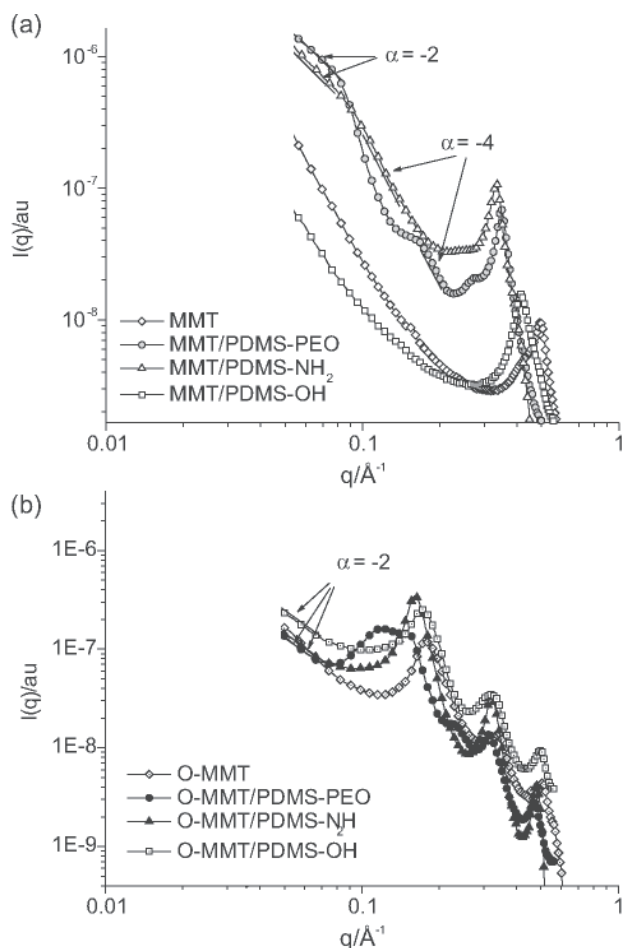 (a)
α = -2
10⁻⁶
α = -4
10⁻⁷
I(q)/au
10⁻⁸
MMT
MMT/PDMS-PEO
MMT/PDMS-NH₂
MMT/PDMS-OH
0.01
0.1
1
q/Å⁻¹
(b)
1E-6
α = -2
1E-7
I(q)/au
1E-8
O-MMT
O-MMT/PDMS-PEO
O-MMT/PDMS-NH₂
O-MMT/PDMS-OH
1E-9
0.01
0.1
1
q/Å⁻¹